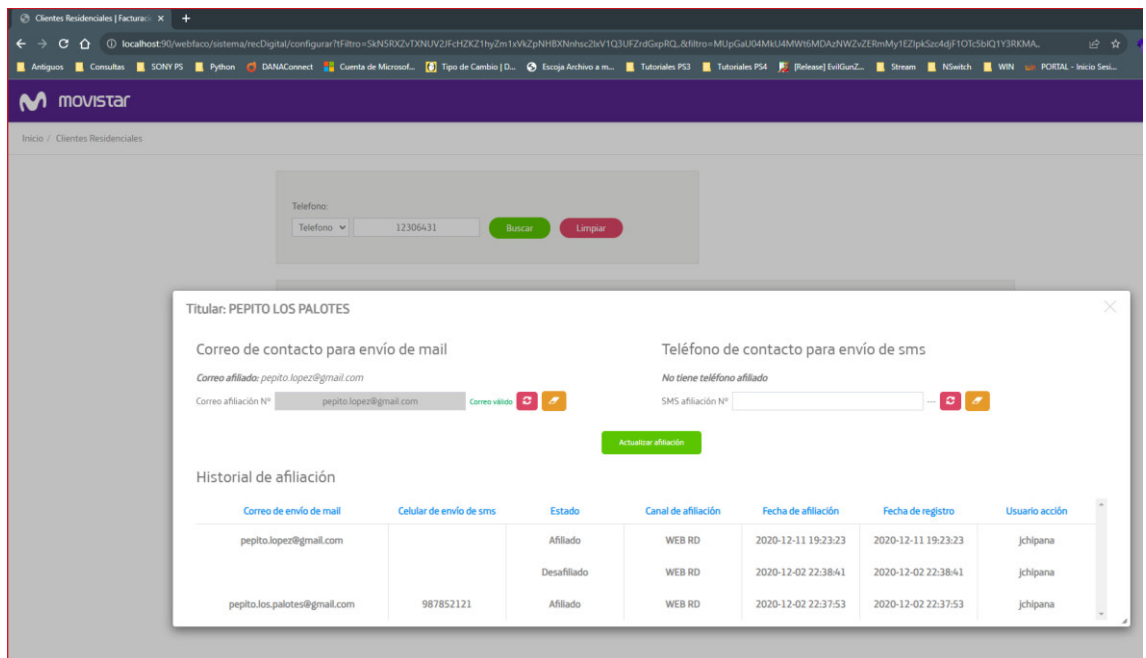 Clientes Residenciales | Facturaci
localhost:90/webfaco/sistema/recDigital/configurar?
Antiguos Consultas SONY PS Python DANAConnect Cuenta de Microsof... Tipo de Cambio | D... Escoja Archivo a m... Tutoriales PS3 Tutoriales PS4 [Release] EvilGunZ... Stream NSwitch WIN PORTAL - Inicio Sesi...
movistar
Inicio / Clientes Residenciales
Telefono:
Telefono 12306431 Buscar Limpiar
Titular: PEPITO LOS PALOTES
Correo de contacto para envío de mail Teléfono de contacto para envío de sms
Correo afiliado: pepito.lopez@gmail.com No tiene teléfono afiliado
Correo afiliación Nº pepito.lopez@gmail.com Correo válido SMS afiliación Nº ---
Actualizar afiliación
Historial de afiliación
Correo de envío de mail Celular de envío de sms Estado Canal de afiliación Fecha de afiliación Fecha de registro Usuario acción
pepito.lopez@gmail.com Afiliado WEB RD 2020-12-11 19:23:23 2020-12-11 19:23:23 jchipana
Desafiliado WEB RD 2020-12-02 22:38:41 2020-12-02 22:38:41 jchipana
pepito.los.palotes@gmail.com 987852121 Afiliado WEB RD 2020-12-02 22:37:53 2020-12-02 22:37:53 jchipana